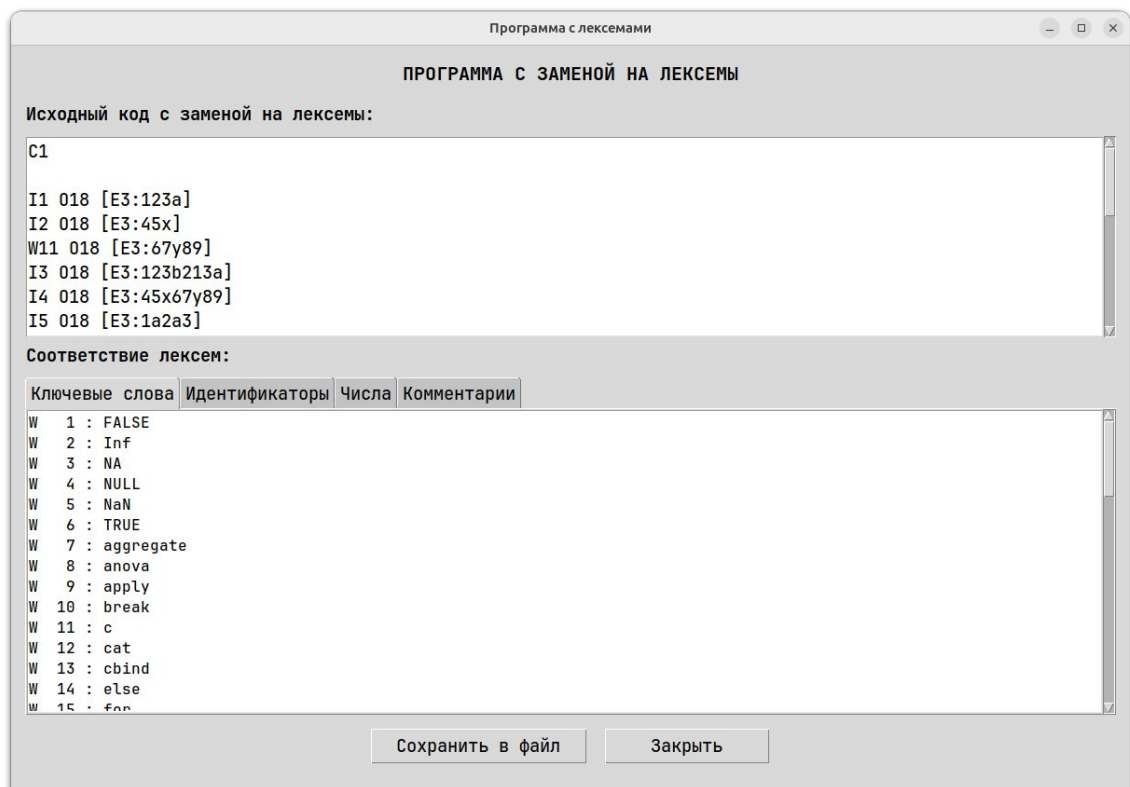 Программа с лексемами
ПРОГРАММА С ЗАМЕНОЙ НА ЛЕКСЕМЫ
Исходный код с заменой на лексемы:
C1
I1 O18 [E3:123a]
I2 O18 [E3:45x]
W11 O18 [E3:67y89]
I3 O18 [E3:123b213a]
I4 O18 [E3:45x67y89]
I5 O18 [E3:1a2a3]
Соответствие лексем:
Ключевые слова Идентификаторы Числа Комментарии
W 1 : FALSE
W 2 : Inf
W 3 : NA
W 4 : NULL
W 5 : NaN
W 6 : TRUE
W 7 : aggregate
W 8 : anova
W 9 : apply
W 10 : break
W 11 : c
W 12 : cat
W 13 : cbind
W 14 : else
W 15 : for
Сохранить в файл Закрыть